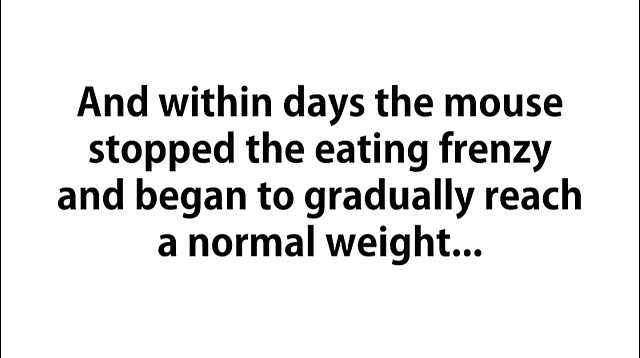 And within days the mouse
stopped the eating frenzy
and began to gradually reach
a normal weight...